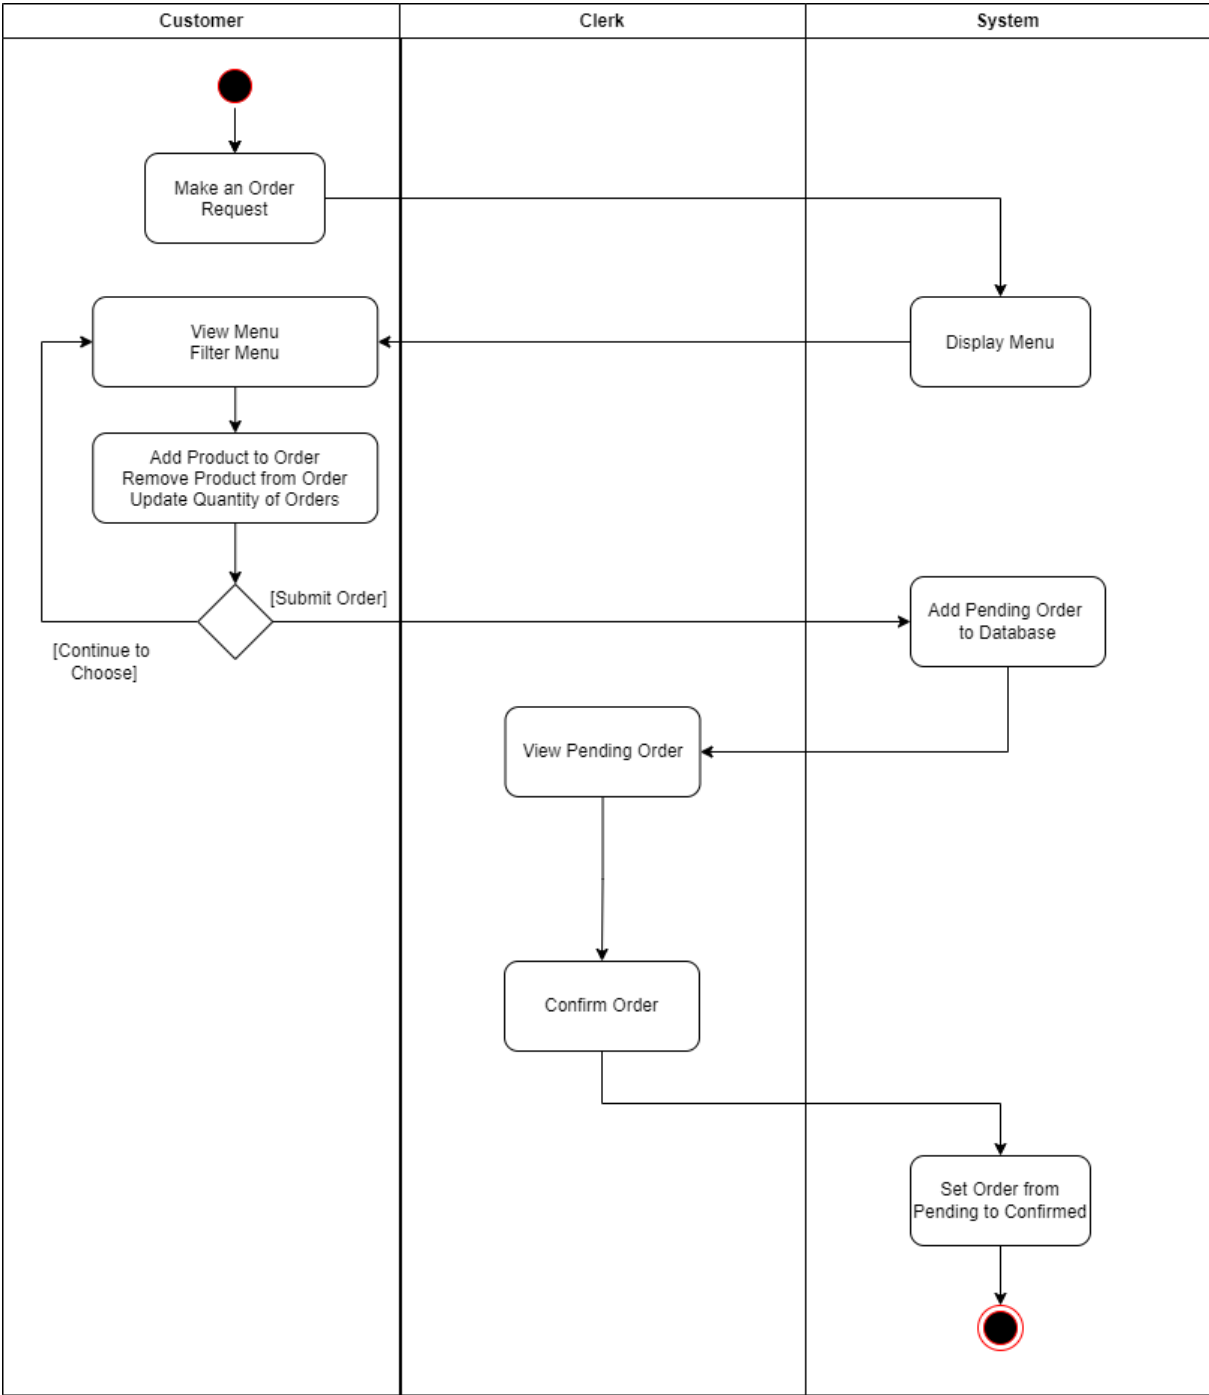 Customer
Clerk
System
Make an Order
Request
View Menu
Filter Menu
Display Menu
Add Product to Order
Remove Product from Order
Update Quantity of Orders
[Submit Order]
[Continue to
Choose]
Add Pending Order
to Database
View Pending Order
Confirm Order
Set Order from
Pending to Confirmed